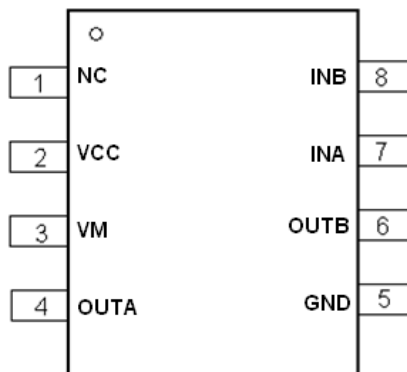 1 NC INB 8
2 VCC INA 7
3 VM OUTB 6
4 OUTA GND 5